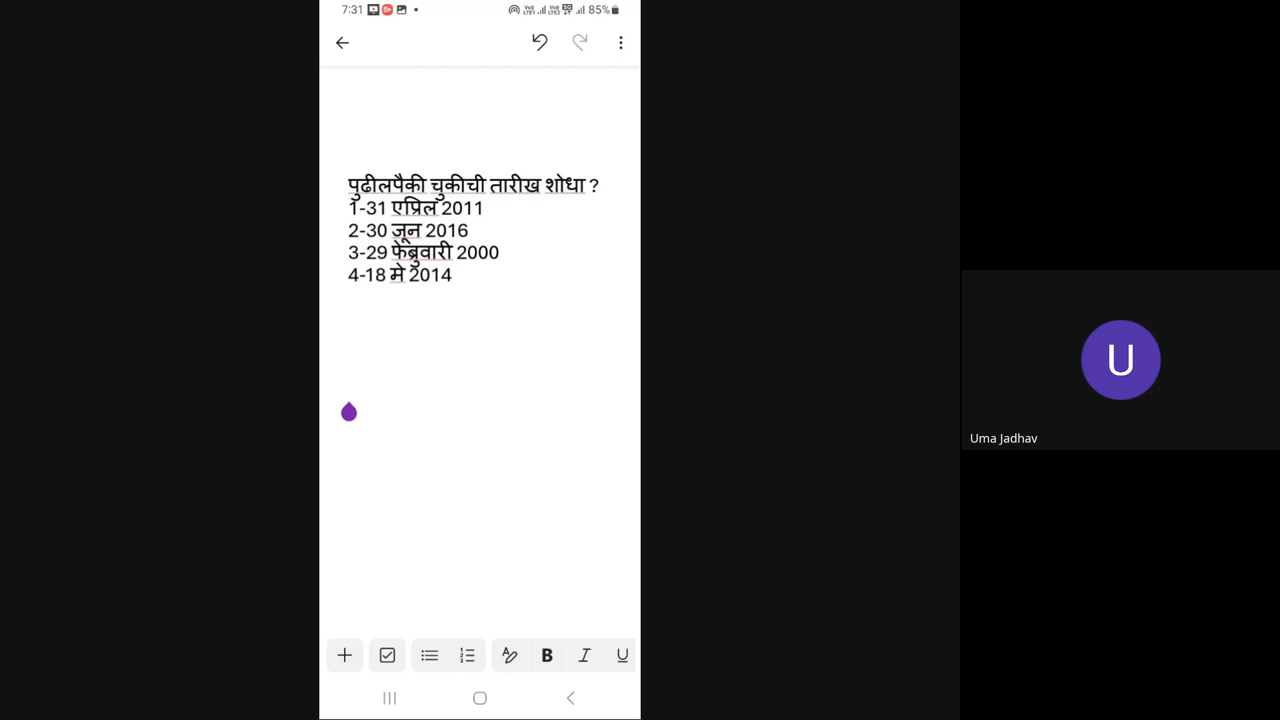 7:31 85%
पुढीलपैकी चुकीची तारीख शोधा ?
1-31 एप्रिल 2011
2-30 जून 2016
3-29 फेब्रुवारी 2000
4-18 मे 2014
B I U
U
Uma Jadhav